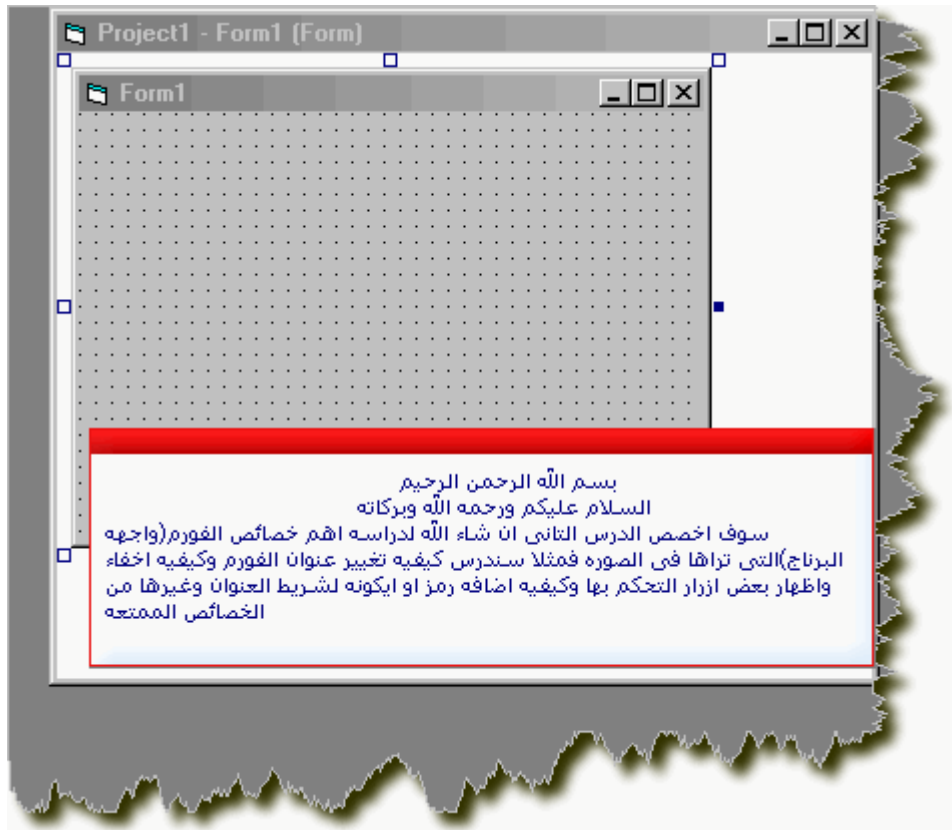 Project1 - Form1 (Form)
Form1
بسم الله الرحمن الرحيم
السلام عليكم ورحمه الله وبركاته
سوف اخصص الدرس التانى ان شاء الله لدراسه اهم خصائص الفورم(واجهه
البرناج)التى تراها فى الصوره فمثلا سندرس كيفيه تغيير عنوان الفورم وكيفيه اخفاء
واظهار بعض ازرار التحكم بها وكيفيه اضافه رمز او ايكونه لشريط العنوان وغيرها من
الخصائص الممتعه